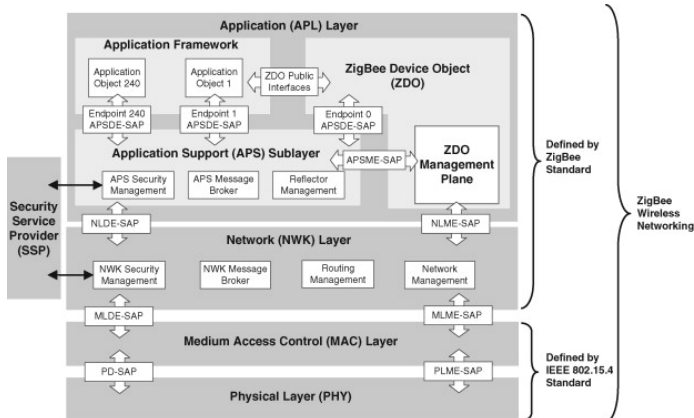 Application (APL) Layer
Application Framework
Application
Object 240
Application
Object 1
ZDO Public
Interfaces
ZigBee Device Object
(ZDO)
Endpoint 240
APSDE-SAP
Endpoint 1
APSDE-SAP
Endpoint 0
APSDE-SAP
Application Support (APS) Sublayer
APSME-SAP
ZDO
Management
Plane
APS Security
Management
APS Message
Broker
Reflector
Management
Security
Service
Provider
(SSP)
NLDE-SAP
NLME-SAP
Network (NWK) Layer
NWK Security
Management
NWK Message
Broker
Routing
Management
Network
Management
MLDE-SAP
MLME-SAP
Medium Access Control (MAC) Layer
PD-SAP
PLME-SAP
Physical Layer (PHY)
Defined by
ZigBee
Standard
Defined by
IEEE 802.15.4
Standard
ZigBee
Wireless
Networking